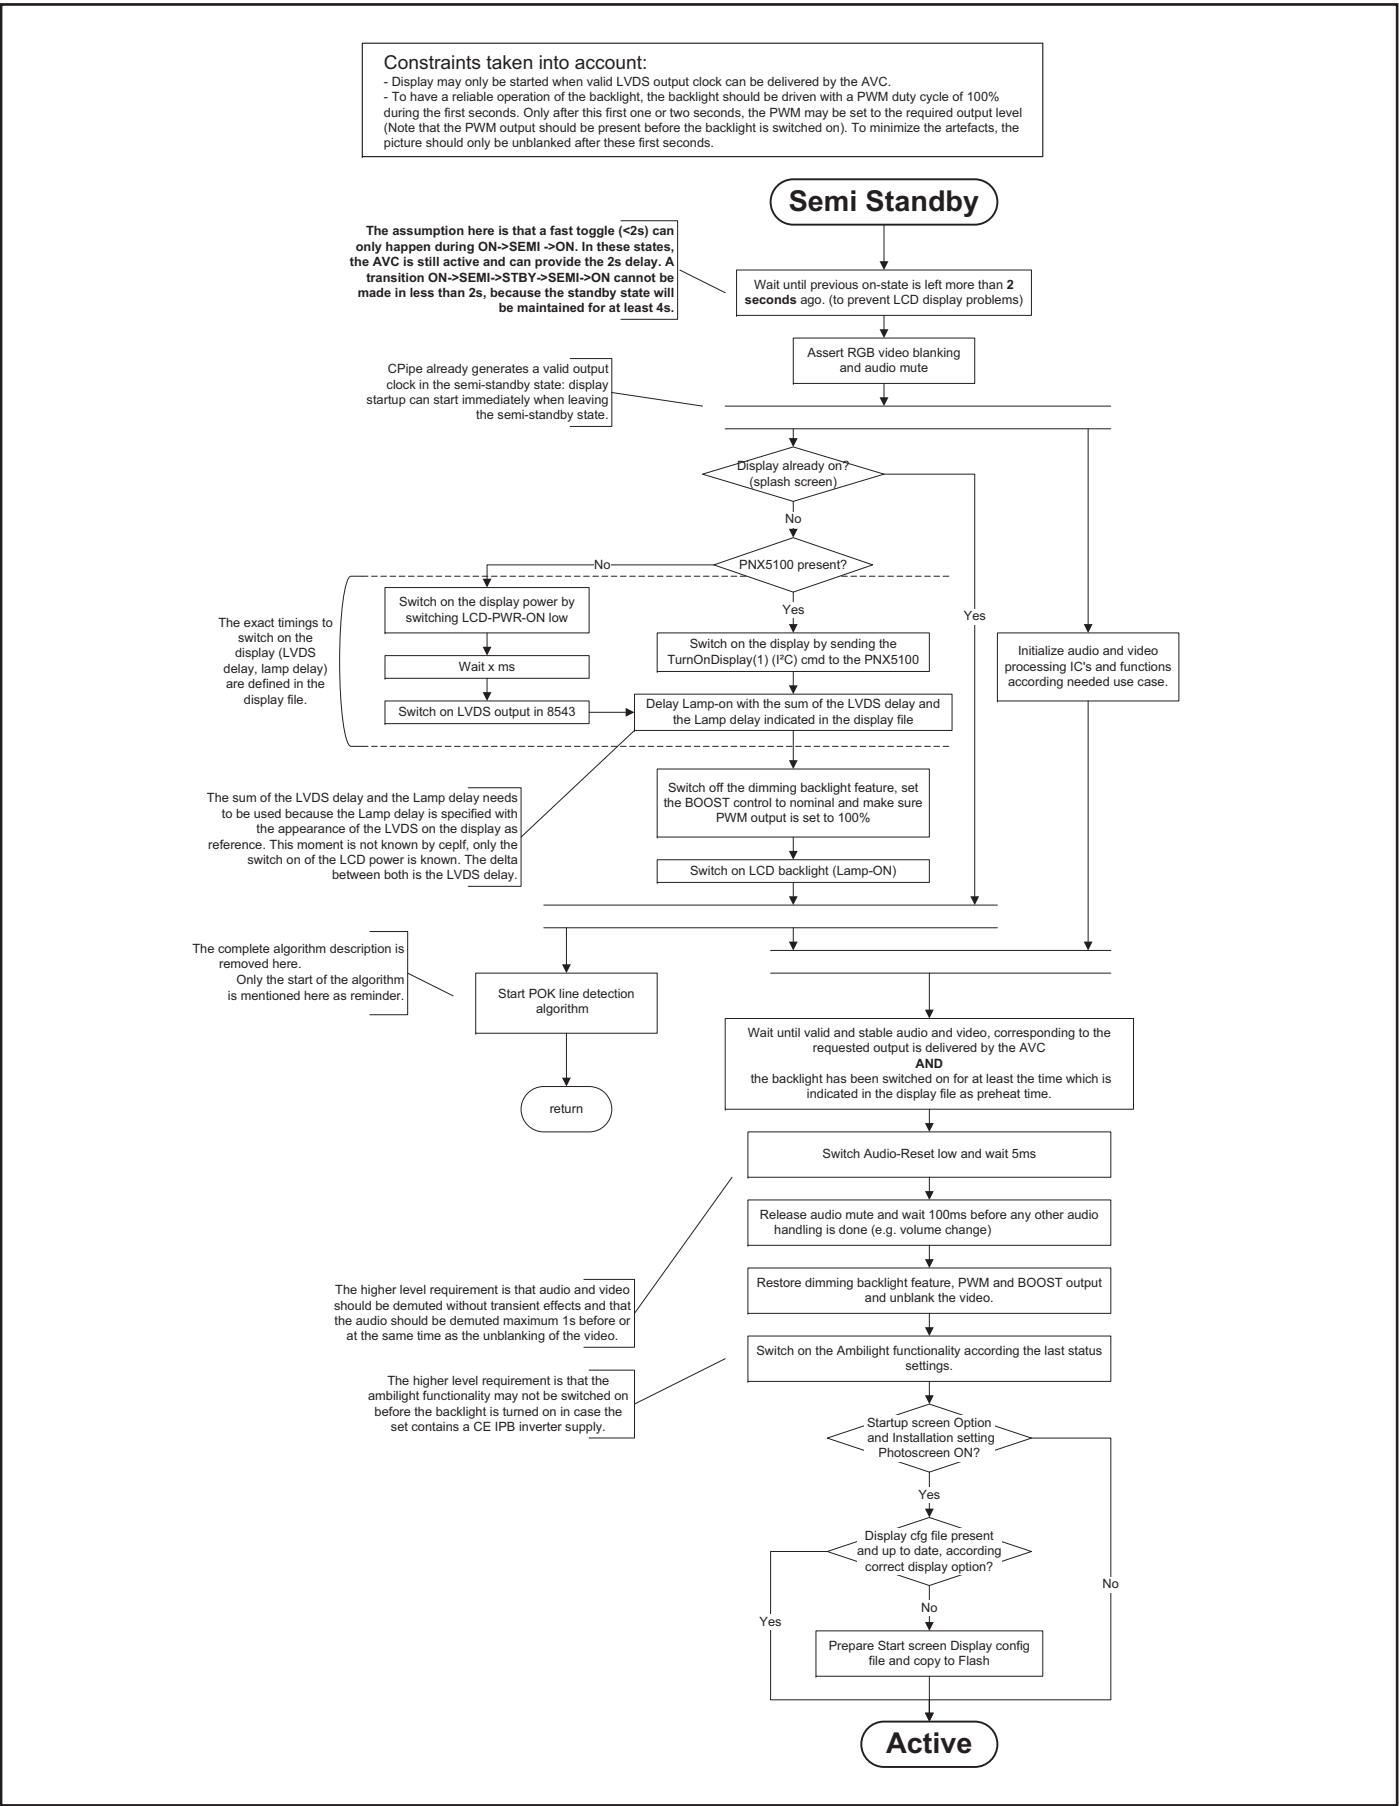 Constraints taken into account:
- Display may only be started when valid LVDS output clock can be delivered by the AVC.
- To have a reliable operation of the backlight, the backlight should be driven with a PWM duty cycle of 100%
during the first seconds. Only after this first one or two seconds, the PWM may be set to the required output level
(Note that the PWM output should be present before the backlight is switched on). To minimize the artefacts, the
picture should only be unblanked after these first seconds.
Semi Standby
The assumption here is that a fast toggle (<2s) can
only happen during ON->SEMI ->ON. In these states,
the AVC is still active and can provide the 2s delay. A
transition ON->SEMI->STBY->SEMI->ON cannot be
made in less than 2s, because the standby state will
be maintained for at least 4s.
Wait until previous on-state is left more than 2
seconds ago. (to prevent LCD display problems)
Assert RGB video blanking
and audio mute
CPipe already generates a valid output
clock in the semi-standby state: display
startup can start immediately when leaving
the semi-standby state.
Display already on?
(splash screen)
No
PNX5100 present?
No
Yes
Yes
Switch on the display power by
switching LCD-PWR-ON low
Wait x ms
Switch on LVDS output in 8543
The exact timings to
switch on the
display (LVDS
delay, lamp delay)
are defined in the
display file.
Switch on the display by sending the
TurnOnDisplay(1) (I²C) cmd to the PNX5100
Delay Lamp-on with the sum of the LVDS delay and
the Lamp delay indicated in the display file
Initialize audio and video
processing IC's and functions
according needed use case.
The sum of the LVDS delay and the Lamp delay needs
to be used because the Lamp delay is specified with
the appearance of the LVDS on the display as
reference. This moment is not known by ceplf, only the
switch on of the LCD power is known. The delta
between both is the LVDS delay.
Switch off the dimming backlight feature, set
the BOOST control to nominal and make sure
PWM output is set to 100%
Switch on LCD backlight (Lamp-ON)
The complete algorithm description is
removed here.
Only the start of the algorithm
is mentioned here as reminder.
Start POK line detection
algorithm
return
Wait until valid and stable audio and video, corresponding to the
requested output is delivered by the AVC
AND
the backlight has been switched on for at least the time which is
indicated in the display file as preheat time.
Switch Audio-Reset low and wait 5ms
Release audio mute and wait 100ms before any other audio
handling is done (e.g. volume change)
The higher level requirement is that audio and video
should be demuted without transient effects and that
the audio should be demuted maximum 1s before or
at the same time as the unblanking of the video.
Restore dimming backlight feature, PWM and BOOST output
and unblank the video.
Switch on the Ambilight functionality according the last status
settings.
The higher level requirement is that the
ambilight functionality may not be switched on
before the backlight is turned on in case the
set contains a CE IPB inverter supply.
Startup screen Option
and Installation setting
Photoscreen ON?
Yes
Display cfg file present
and up to date, according
correct display option?
No
No
Yes
Prepare Start screen Display config
file and copy to Flash
Active